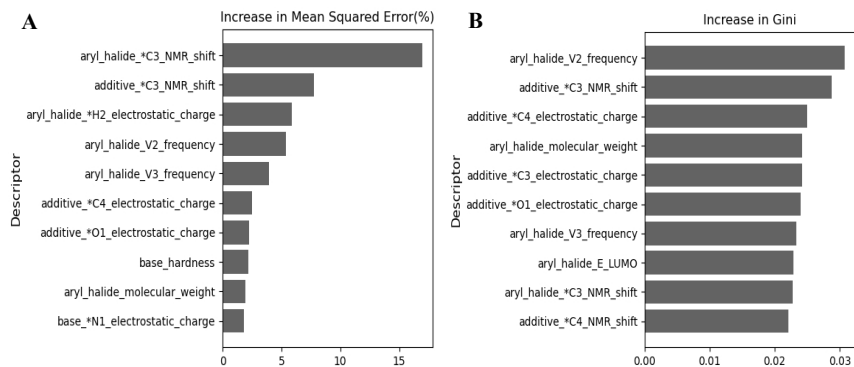 A
Increase in Mean Squared Error(%)
aryl_halide_*C3_NMR_shift
additive_*C3_NMR_shift
aryl_halide_*H2_electrostatic_charge
aryl_halide_V2_frequency
aryl_halide_V3_frequency
additive_*C4_electrostatic_charge
additive_*O1_electrostatic_charge
base_hardness
aryl_halide_molecular_weight
base_*N1_electrostatic_charge
Descriptor
0 5 10 15
B
Increase in Gini
aryl_halide_V2_frequency
additive_*C3_NMR_shift
additive_*C4_electrostatic_charge
aryl_halide_molecular_weight
additive_*C3_electrostatic_charge
additive_*O1_electrostatic_charge
aryl_halide_V3_frequency
aryl_halide_E_LUMO
aryl_halide_*C3_NMR_shift
additive_*C4_NMR_shift
Descriptor
0.00 0.01 0.02 0.03